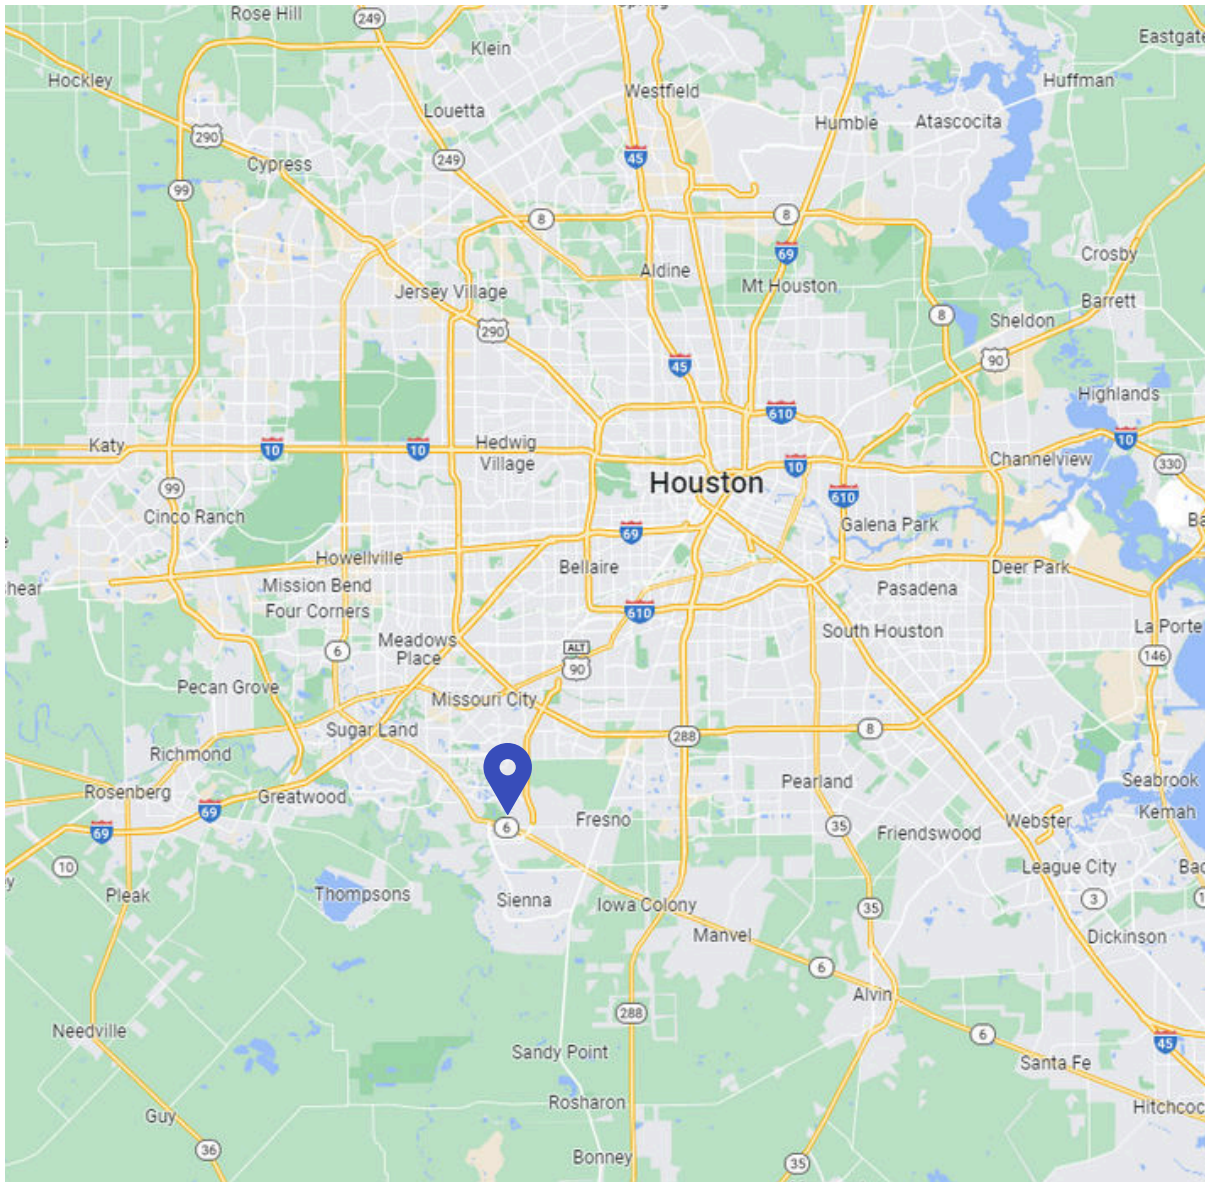 Rose Hill
249
Klein
Eastgate
Hockley
Huffman
Louetta
Westfield
Humble
Atascocita
290
Cypress
249
45
99
8
8
69
Crosby
Aldine
Mt Houston
Jersey Village
Barrett
8
Sheldon
290
90
45
Highlands
610
Katy
10
10
Hedwig
Village
10
10
Channelview
330
Houston
99
610
Cinco Ranch
Galena Park
69
Howellville
Bellaire
Deer Park
Mission Bend
Pasadena
hear
Four Corners
610
South Houston
La Porte
Meadows
Place
6
ALT
90
146
Pecan Grove
Missouri City
Sugar Land
288
8
Richmond
Pearland
Seabrook
Rosenberg
Greatwood
69
Kemah
Fresno
Webster
69
6
35
Friendswood
10
League City
Pleak
Thompsons
Sienna
Iowa Colony
3
35
Manvel
Dickinson
6
Alvin
288
Needville
6
45
Sandy Point
Santa Fe
Rosharon
Hitchcoc
Guy
36
Bonney
35